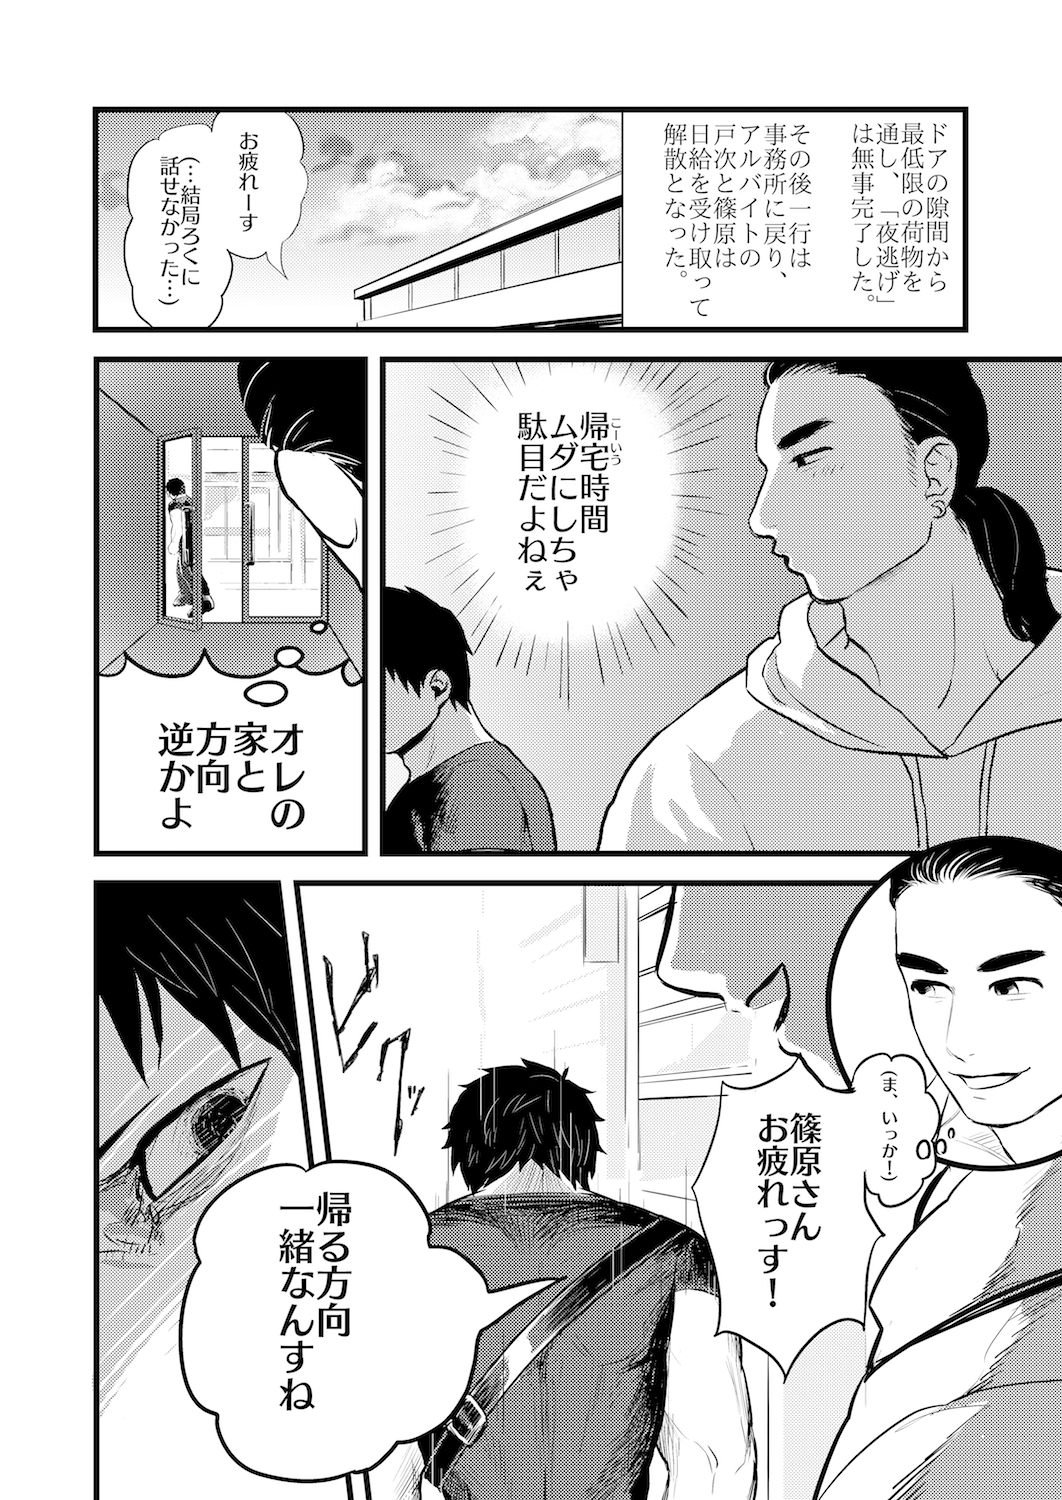 ドアの隙間から
最低限の荷物を
通し、「夜逃げ」
は無事完了した。
その後一行は
事務所に戻り、
アルバイトの
戸次と篠原は
日給を受け取って
解散となった。
お疲れーす
(…結局ろくに
話せなかった…)
帰宅時間
こーいう
ムダにしちゃ
駄目だよねぇ
オレの
家と
方向
逆かよ
(ま、いっか!)
篠原さん
お疲れっす!
帰る方向
一緒なんすね